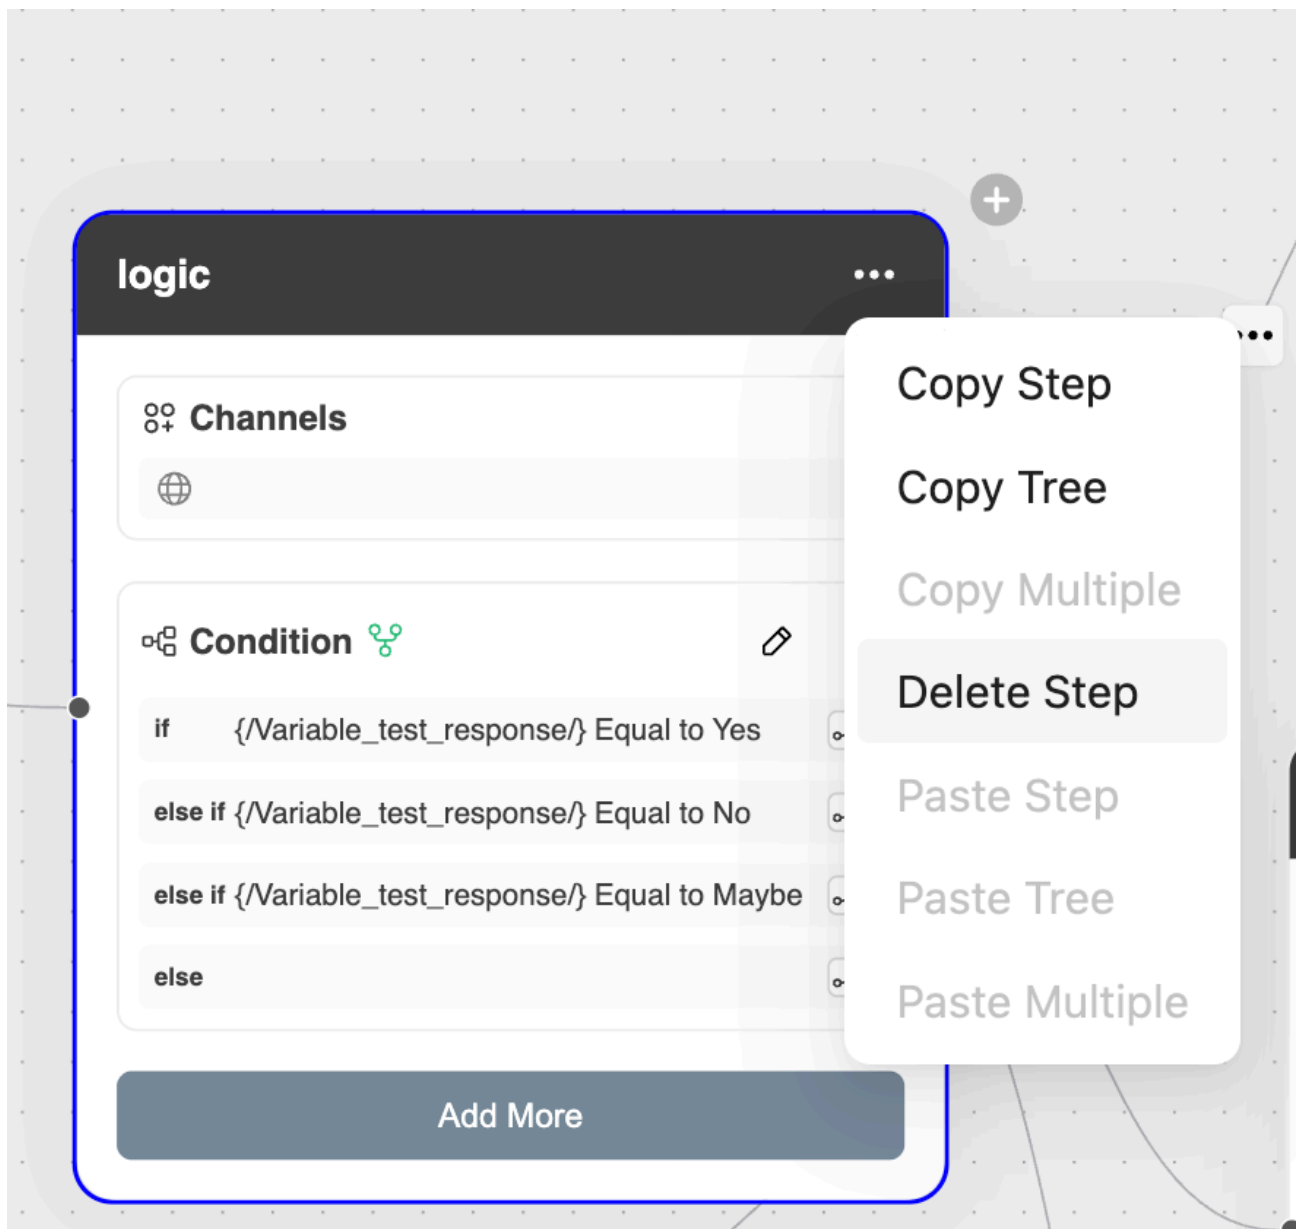 logic
Channels
Condition
if {/Variable_test_response/} Equal to Yes
else if {/Variable_test_response/} Equal to No
else if {/Variable_test_response/} Equal to Maybe
else
Add More
Copy Step
Copy Tree
Copy Multiple
Delete Step
Paste Step
Paste Tree
Paste Multiple